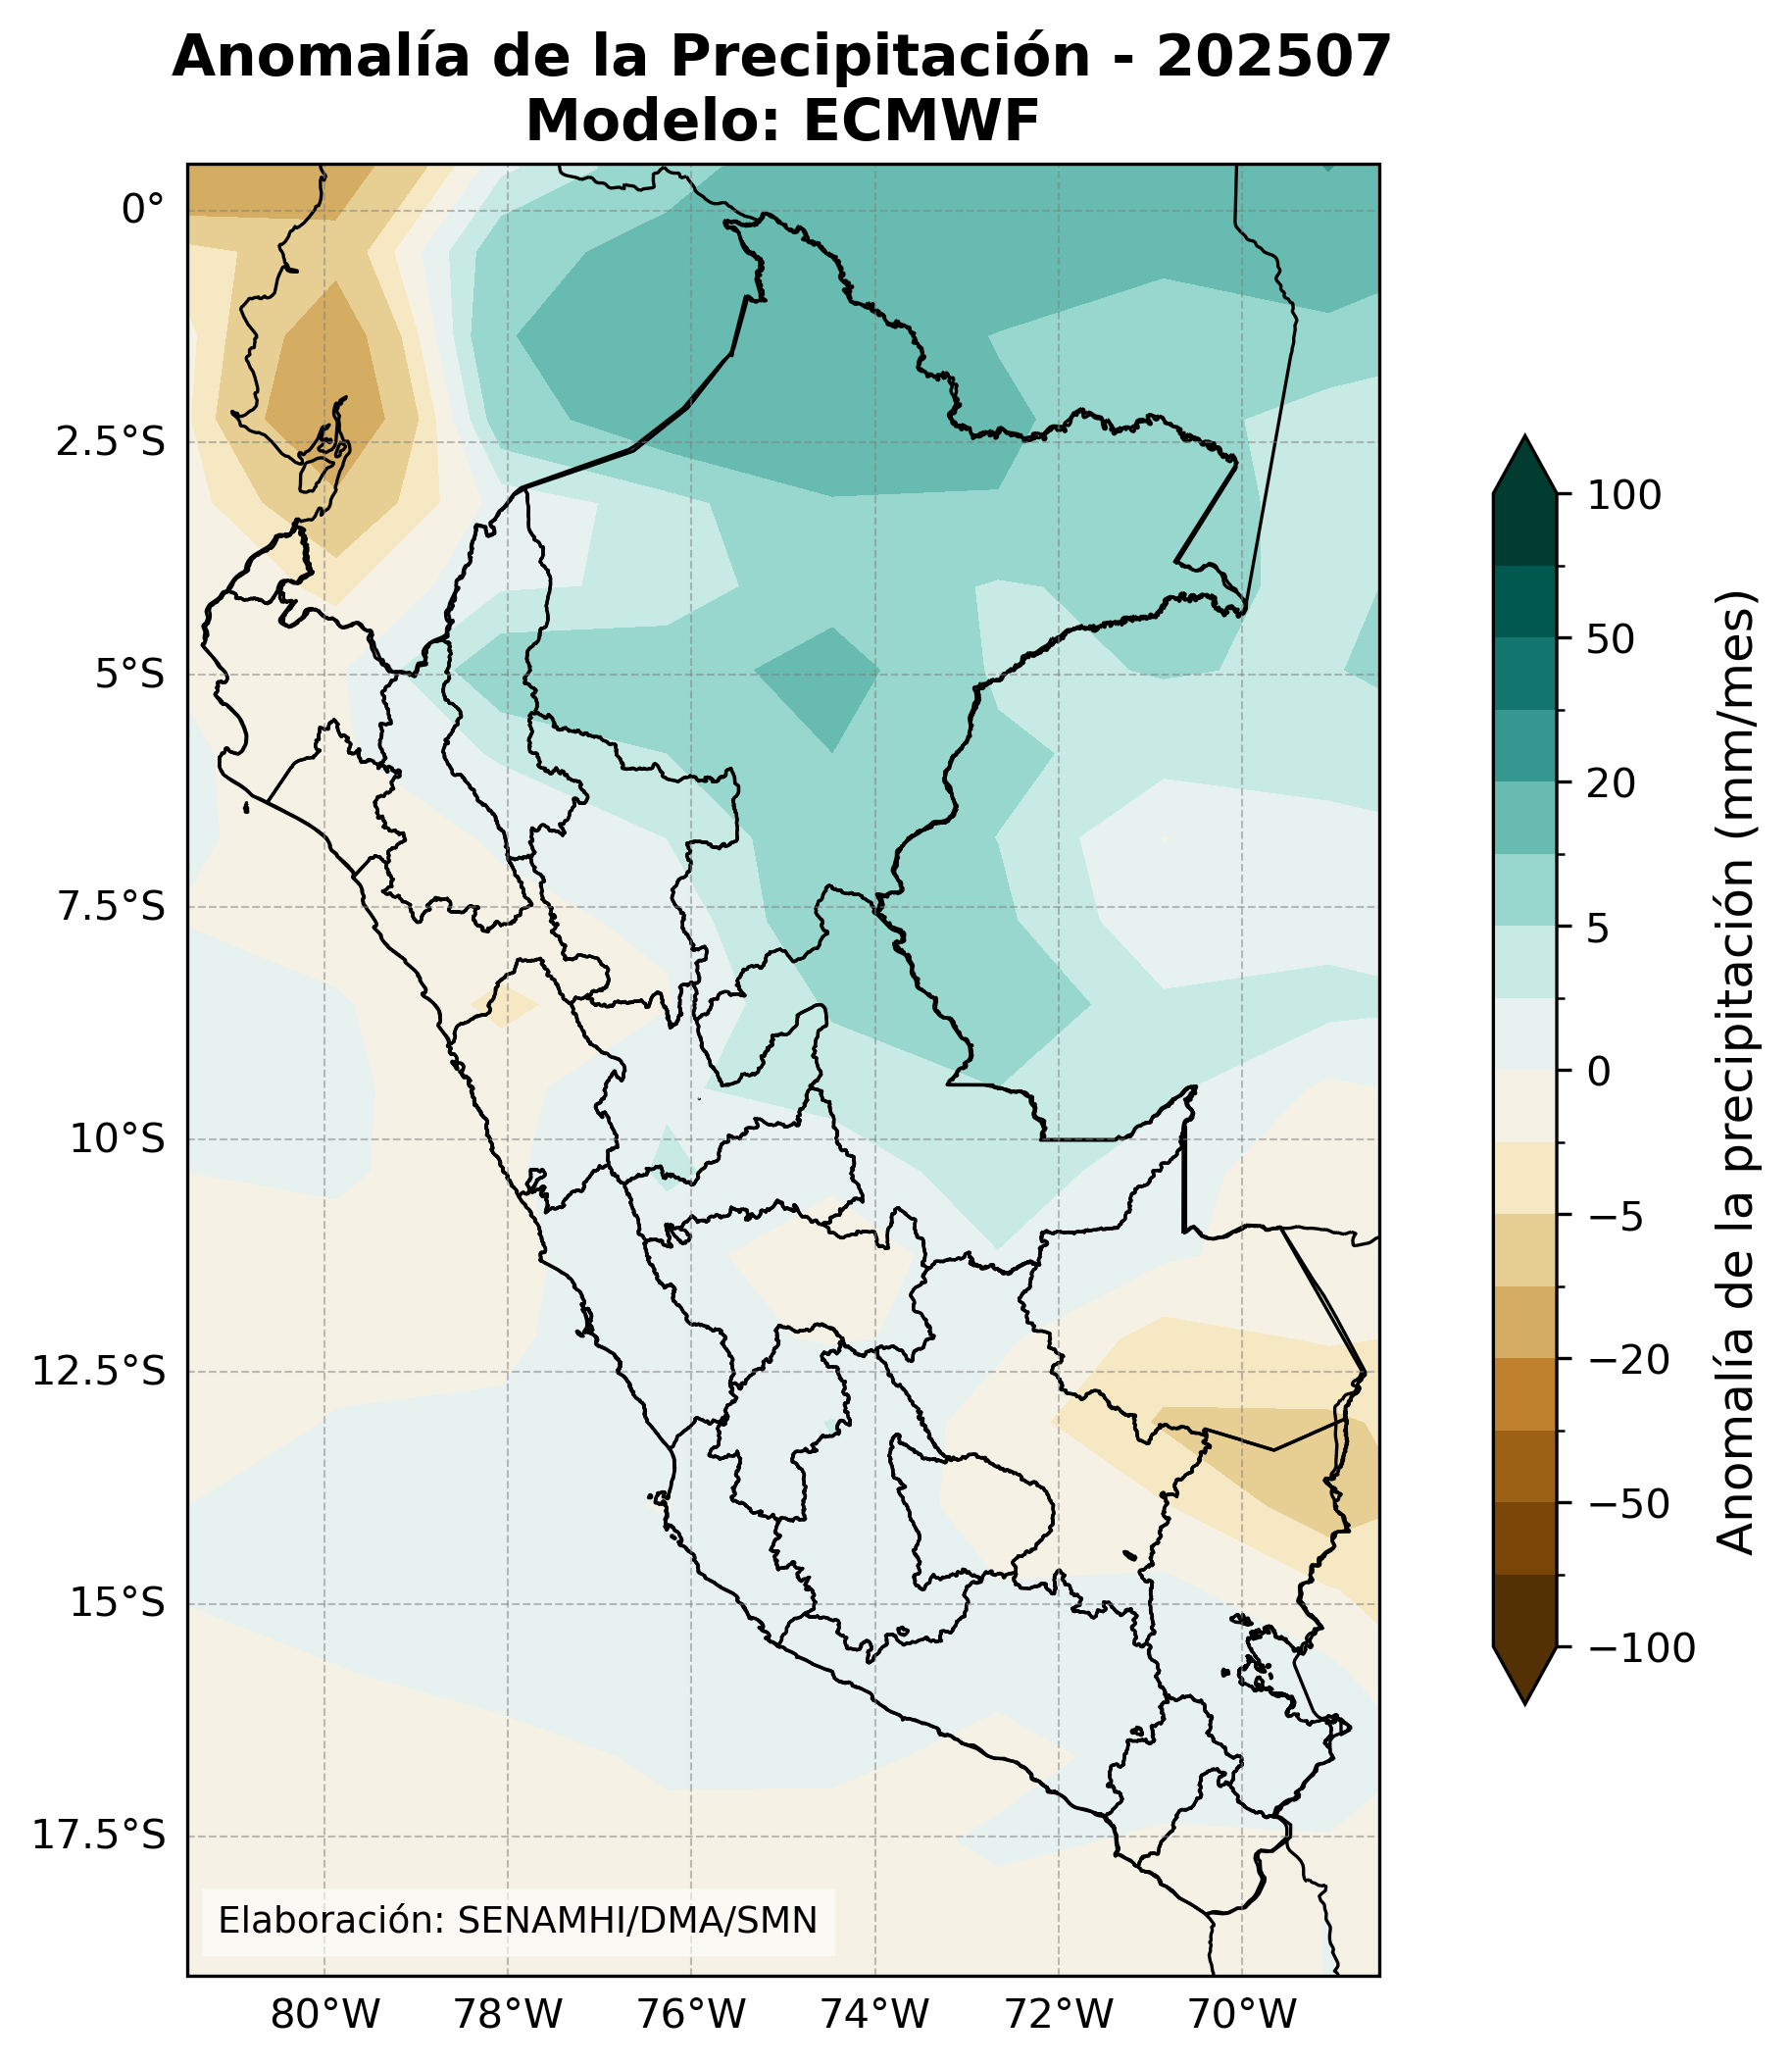 Anomalía de la Precipitación - 202507
Modelo: ECMWF
0°
2.5°S
5°S
7.5°S
10°S
12.5°S
15°S
17.5°S
80°W
78°W
76°W
74°W
72°W
70°W
Elaboración: SENAMHI/DMA/SMN
100
50
20
5
0
−5
−20
−50
−100
Anomalía de la precipitación (mm/mes)